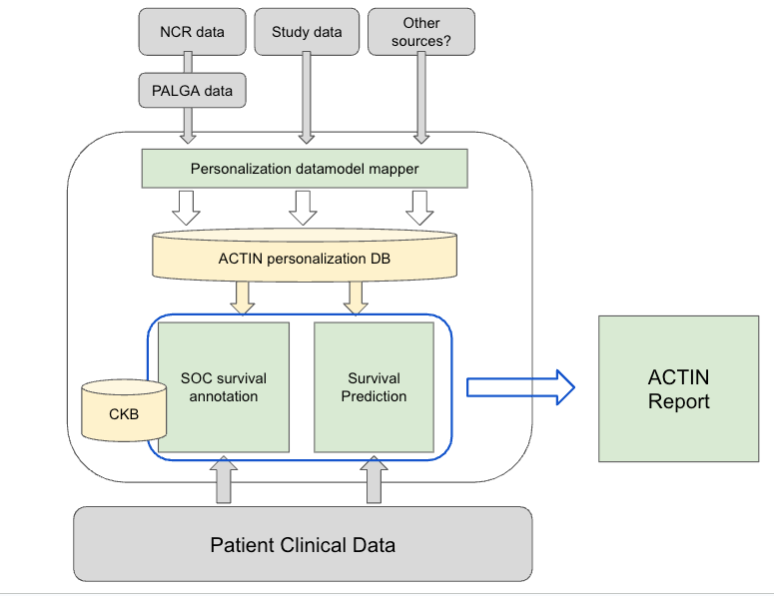 NCR data
Study data
Other
sources?
PALGA data
Personalization datamodel mapper
ACTIN personalization DB
SOC survival
annotation
Survival
Prediction
CKB
ACTIN
Report
Patient Clinical Data